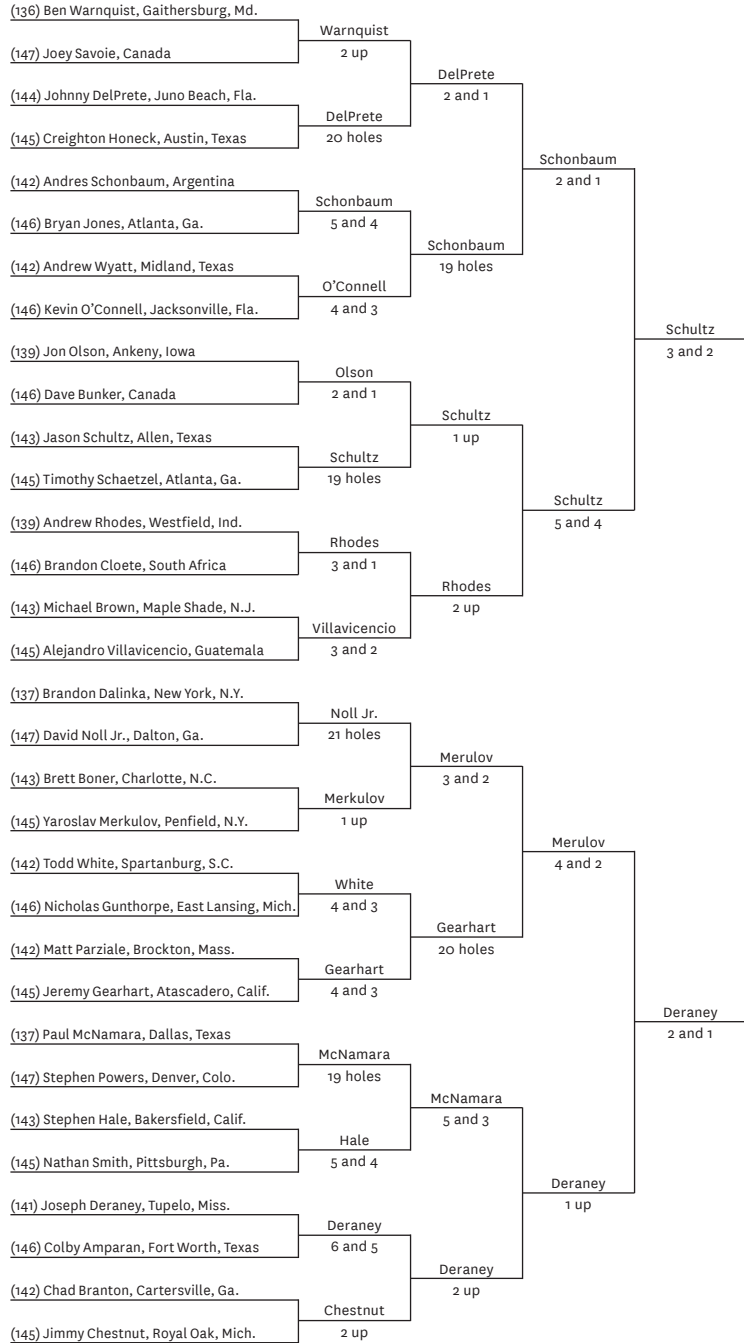 (136) Ben Warnquist, Gaithersburg, Md.
(147) Joey Savoie, Canada
(144) Johnny DelPrete, Juno Beach, Fla.
(145) Creighton Honeck, Austin, Texas
(142) Andres Schonbaum, Argentina
(146) Bryan Jones, Atlanta, Ga.
(142) Andrew Wyatt, Midland, Texas
(146) Kevin O’Connell, Jacksonville, Fla.
(139) Jon Olson, Ankeny, Iowa
(146) Dave Bunker, Canada
(143) Jason Schultz, Allen, Texas
(145) Timothy Schaetzel, Atlanta, Ga.
(139) Andrew Rhodes, Westfield, Ind.
(146) Brandon Cloete, South Africa
(143) Michael Brown, Maple Shade, N.J.
(145) Alejandro Villavicencio, Guatemala
(137) Brandon Dalinka, New York, N.Y.
(147) David Noll Jr., Dalton, Ga.
(143) Brett Boner, Charlotte, N.C.
(145) Yaroslav Merkulov, Penfield, N.Y.
(142) Todd White, Spartanburg, S.C.
(146) Nicholas Gunthorpe, East Lansing, Mich.
(142) Matt Parziale, Brockton, Mass.
(145) Jeremy Gearhart, Atascadero, Calif.
(137) Paul McNamara, Dallas, Texas
(147) Stephen Powers, Denver, Colo.
(143) Stephen Hale, Bakersfield, Calif.
(145) Nathan Smith, Pittsburgh, Pa.
(141) Joseph Deraney, Tupelo, Miss.
(146) Colby Amparan, Fort Worth, Texas
(142) Chad Branton, Cartersville, Ga.
(145) Jimmy Chestnut, Royal Oak, Mich.
Warnquist
2 up
DelPrete
20 holes
Schonbaum
5 and 4
O’Connell
4 and 3
Olson
2 and 1
Schultz
19 holes
Rhodes
3 and 1
Villavicencio
3 and 2
Noll Jr.
21 holes
Merkulov
1 up
White
4 and 3
Gearhart
4 and 3
McNamara
19 holes
Hale
5 and 4
Deraney
6 and 5
Chestnut
2 up
DelPrete
2 and 1
Schonbaum
19 holes
Schultz
1 up
Rhodes
2 up
Merulov
3 and 2
Gearhart
20 holes
McNamara
5 and 3
Deraney
2 up
Schonbaum
2 and 1
Schultz
5 and 4
Merulov
4 and 2
Deraney
1 up
Schultz
3 and 2
Deraney
2 and 1